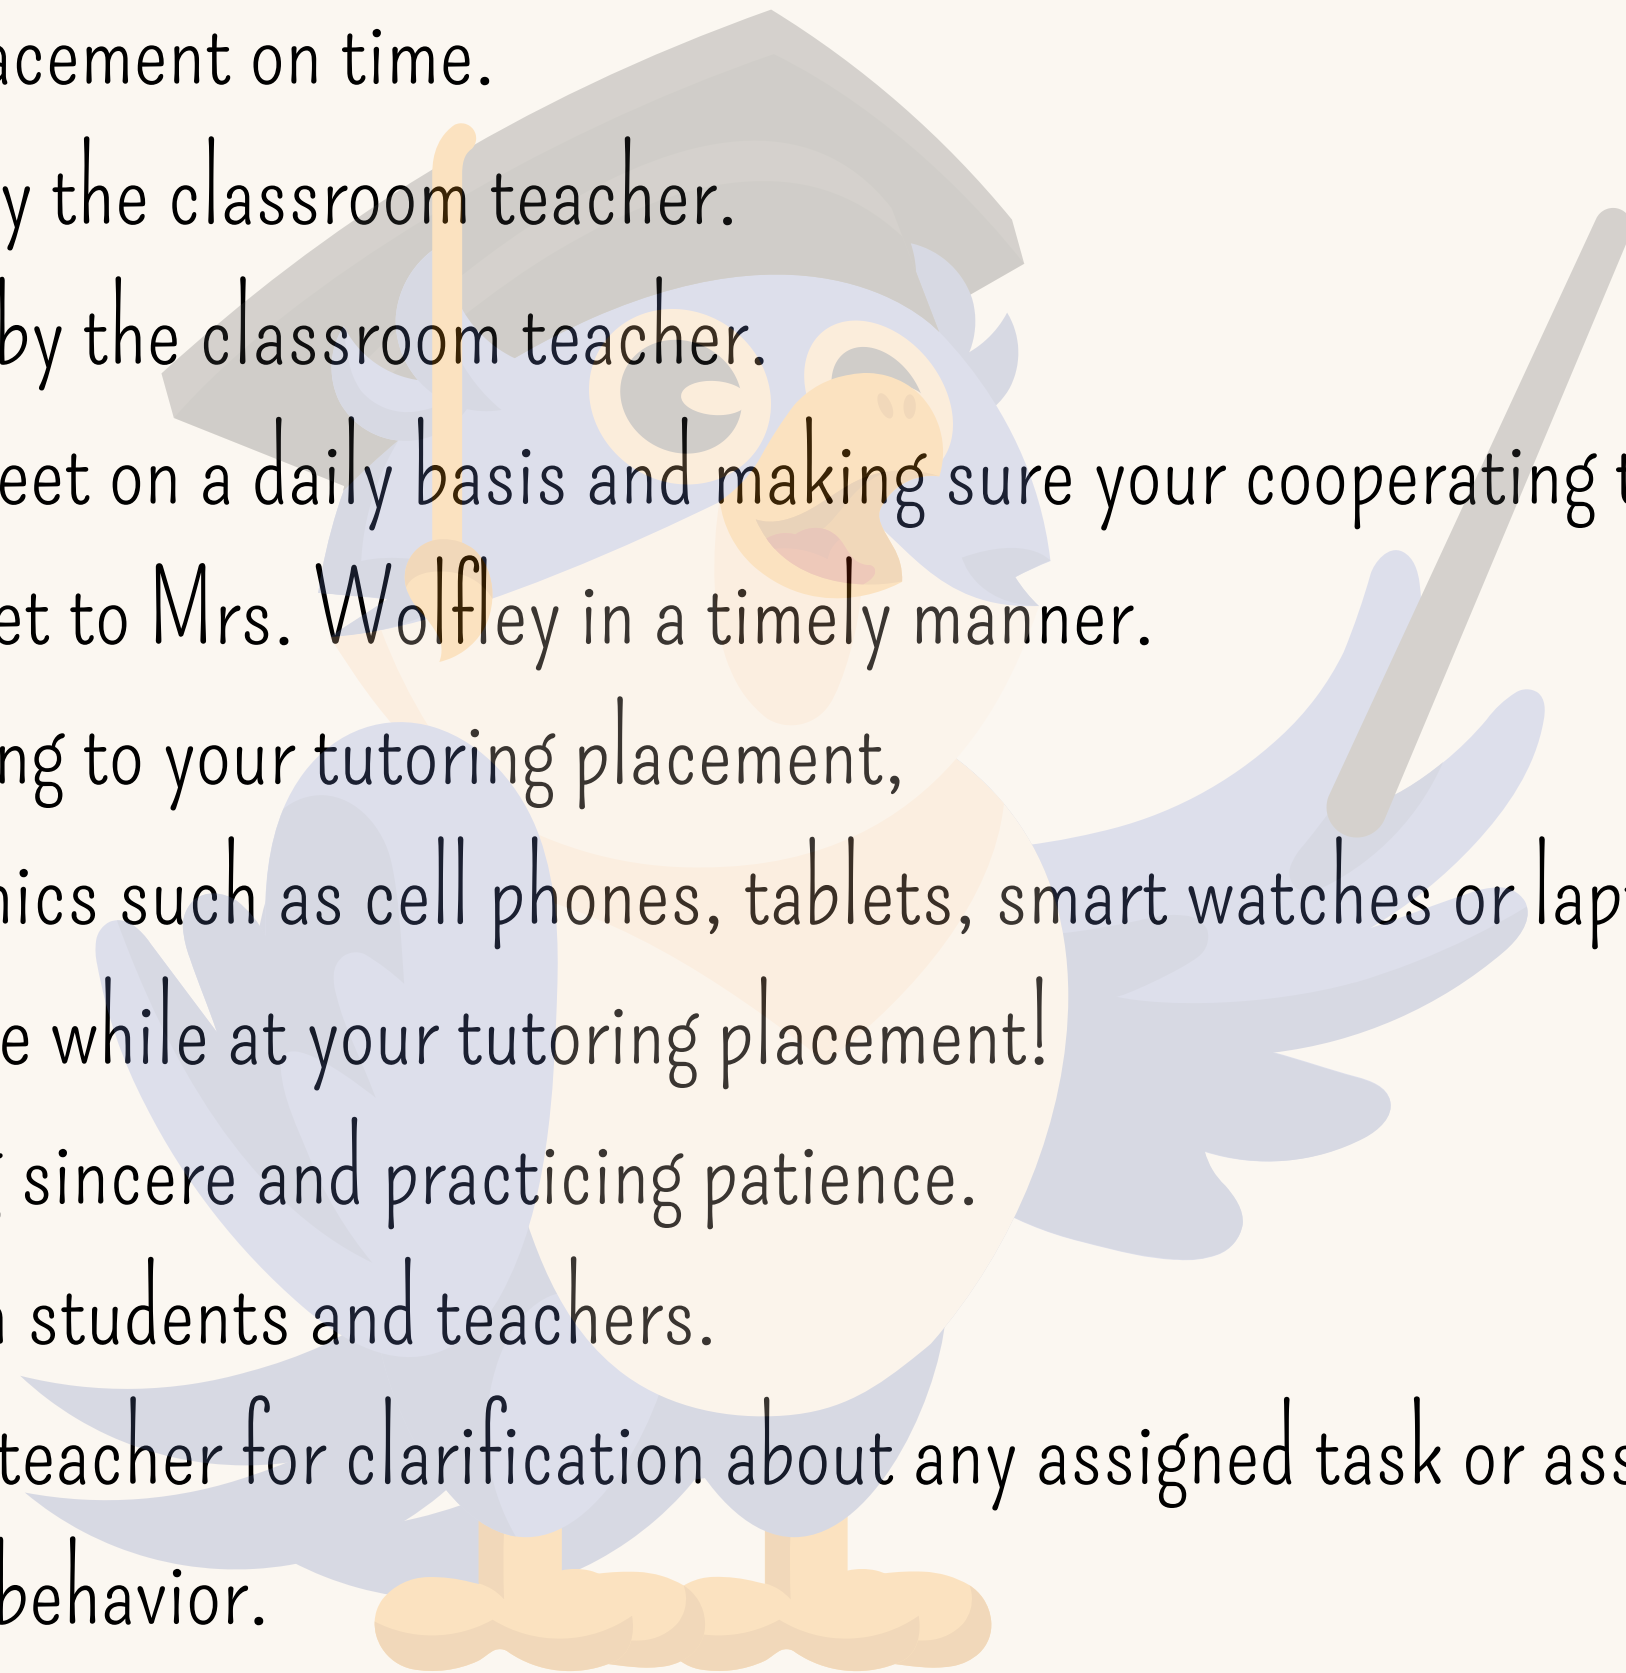 acement on time.
y the classroom teacher.
by the classroom teacher.
eet on a daily basis and making sure your cooperating t
et to Mrs. Wolfley in a timely manner.
ng to your tutoring placement,
nics such as cell phones, tablets, smart watches or lap
e while at your tutoring placement!
sincere and practicing patience.
students and teachers.
teacher for clarification about any assigned task or ass
behavior.